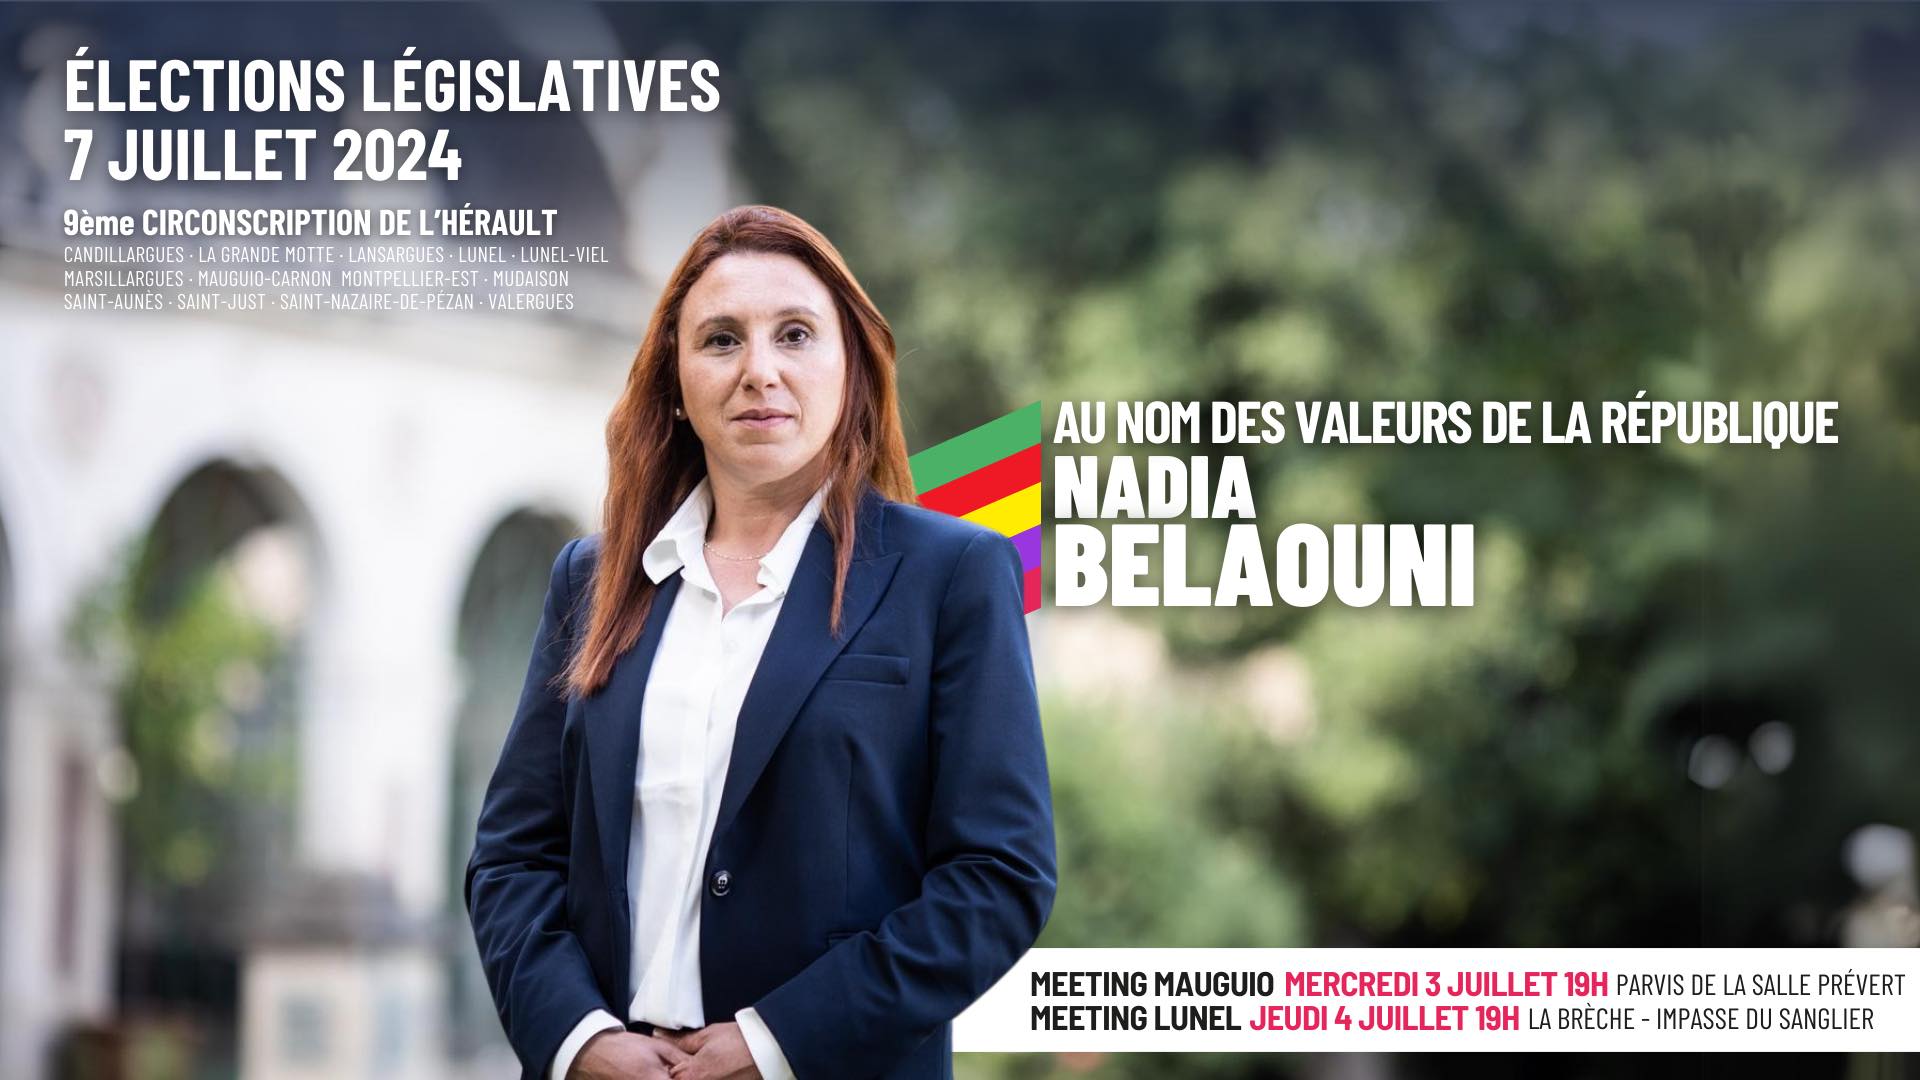 ÉLECTIONS LÉGISLATIVES
7 JUILLET 2024
9ème CIRCONSCRIPTION DE L'HÉRAULT
CANDILLARGUES · LA GRANDE MOTTE · LANSARGUES · LUNEL · LUNEL-VIEL
MARSILLARGUES · MAUGUIO-CARNON MONTPELLIER-EST · MUDAISON
SAINT-AUNÈS · SAINT-JUST · SAINT-NAZAIRE-DE-PÉZAN · VALERGUES
AU NOM DES VALEURS DE LA RÉPUBLIQUE
NADIA
BELAOUNI
MEETING MAUGUIO MERCREDI 3 JUILLET 19H PARVIS DE LA SALLE PRÉVERT
MEETING LUNEL JEUDI 4 JUILLET 19H LA BRÈCHE - IMPASSE DU SANGLIER